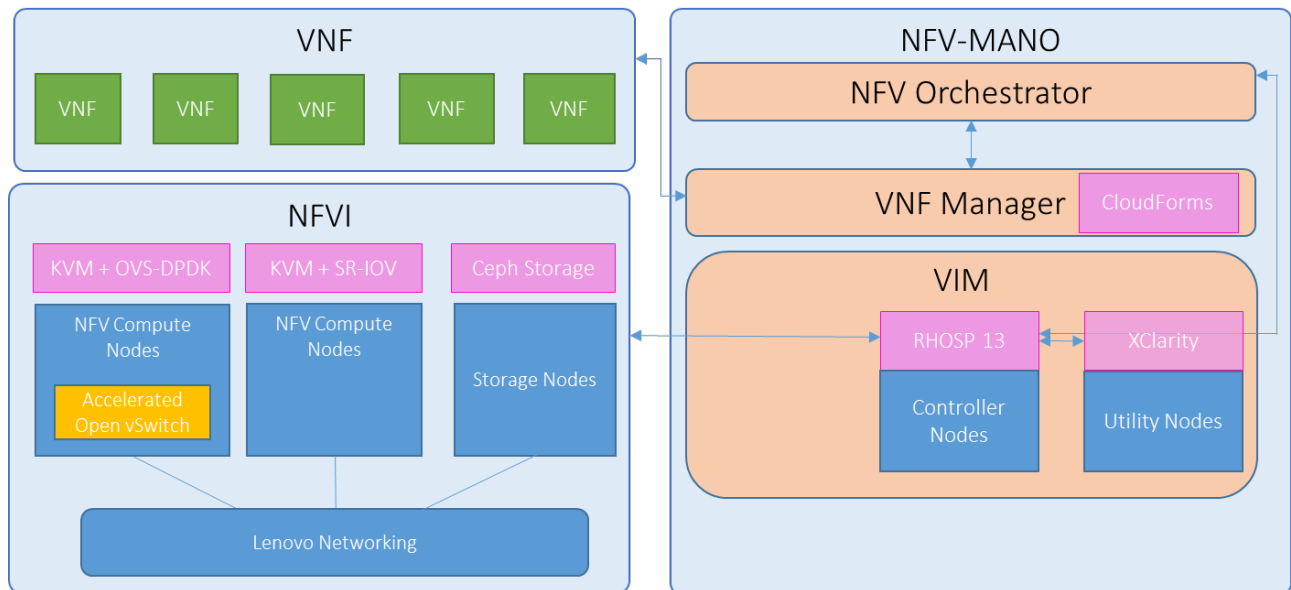 VNF
VNF
VNF
VNF
VNF
VNF
NFVI
KVM + OVS-DPDK
KVM + SR-IOV
Ceph Storage
NFV Compute
Nodes
Accelerated
Open vSwitch
NFV Compute
Nodes
Storage Nodes
Lenovo Networking
NFV-MANO
NFV Orchestrator
VNF Manager
CloudForms
VIM
RHOSP 13
XClarity
Controller
Nodes
Utility Nodes